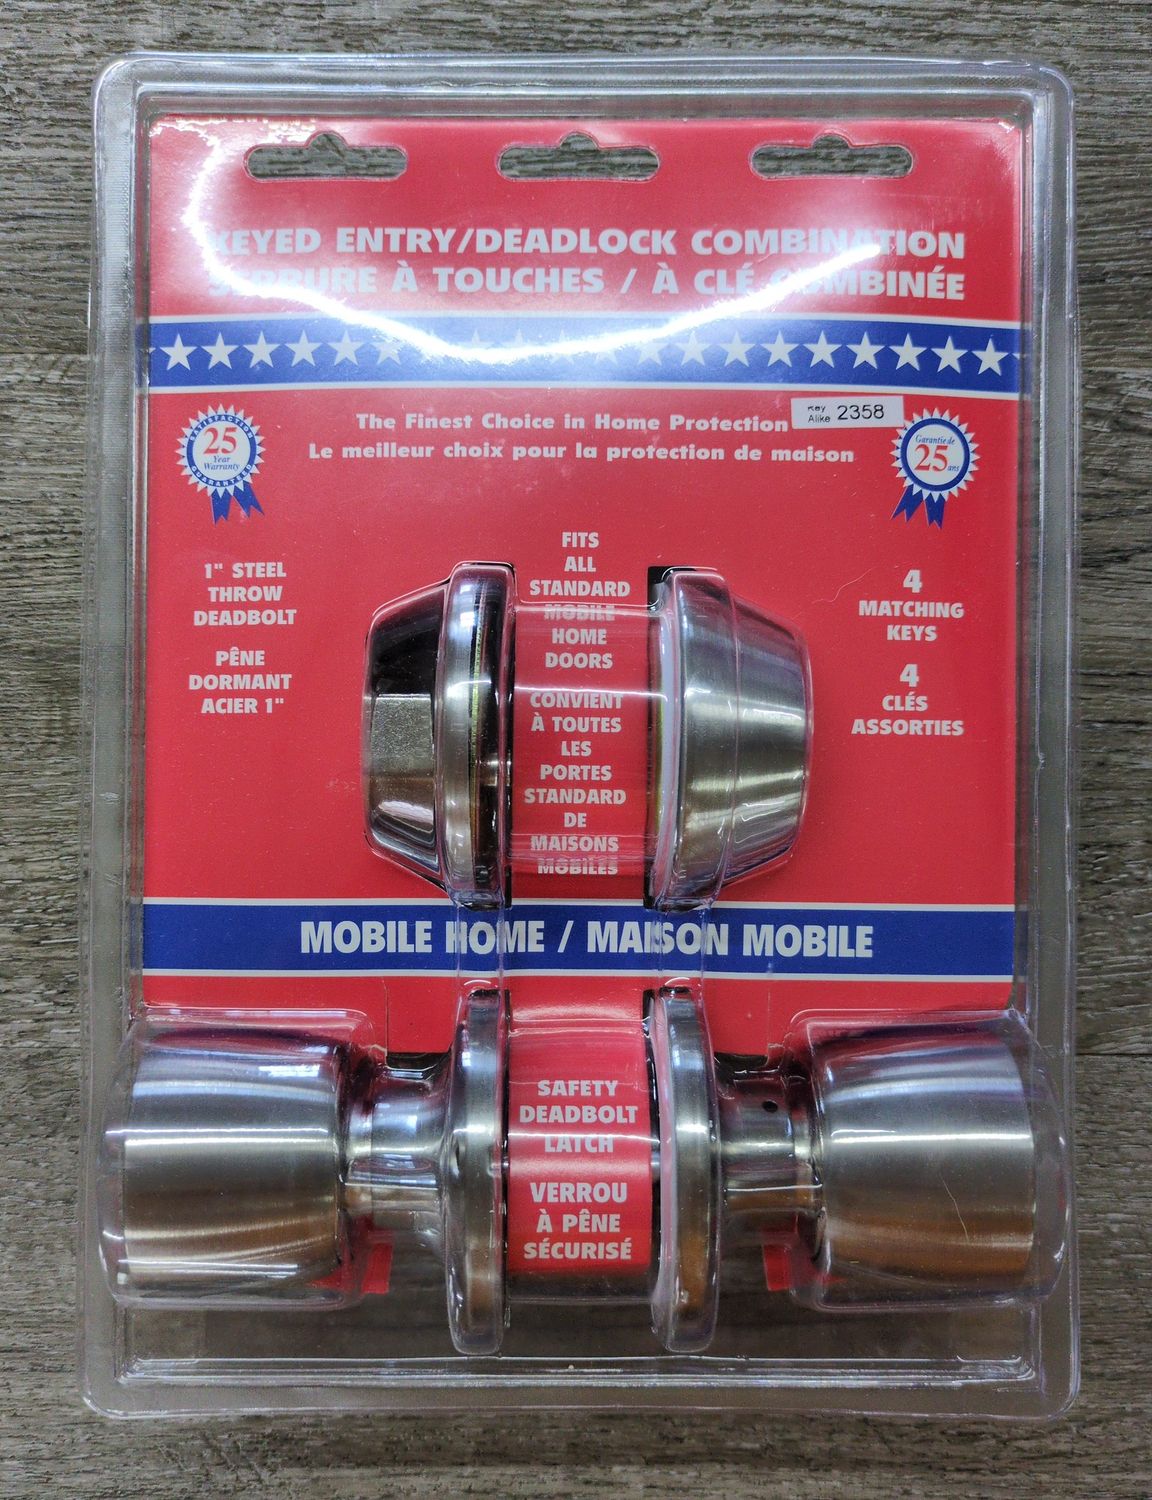 KEYED ENTRY/DEADLOCK COMBINATION
SERRURE À TOUCHES / À CLÉ COMBINÉE
The Finest Choice in Home Protection
Le meilleur choix pour la protection de maison
Key
Alike 2358
SATISFACTION
25
Year
Warranty
GUARANTEED
Garantie de
25 ans
1" STEEL
THROW
DEADBOLT
PÊNE
DORMANT
ACIER 1"
FITS
ALL
STANDARD
MOBILE
HOME
DOORS
CONVIENT
À TOUTES
LES
PORTES
STANDARD
DE
MAISONS
MOBILES
4
MATCHING
KEYS
4
CLÉS
ASSORTIES
MOBILE HOME / MAISON MOBILE
SAFETY
DEADBOLT
LATCH
VERROU
À PÊNE
SÉCURISÉ